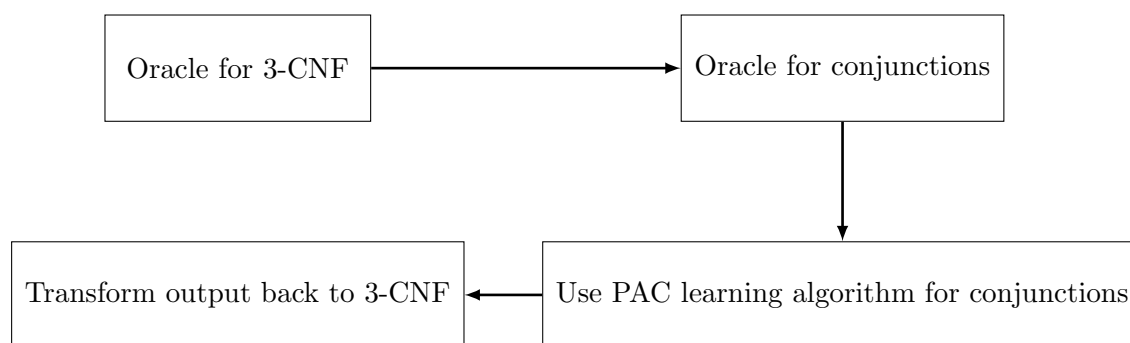 Oracle for 3-CNF
Oracle for conjunctions
Transform output back to 3-CNF
Use PAC learning algorithm for conjunctions